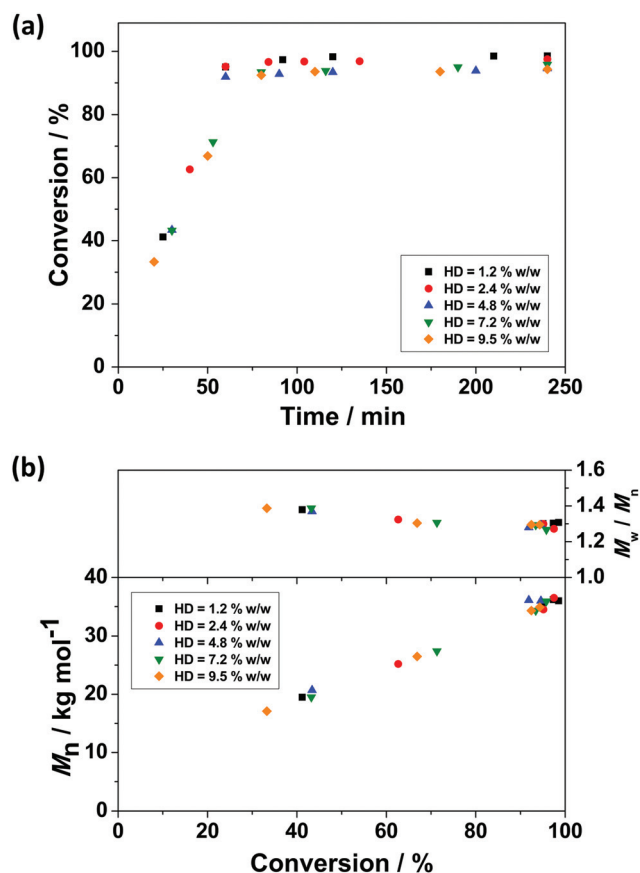 (a)
100
80
60
40
20
0
Conversion / %
HD = 1.2 % w/w
HD = 2.4 % w/w
HD = 4.8 % w/w
HD = 7.2 % w/w
HD = 9.5 % w/w
0 50 100 150 200 250
Time / min
(b)
1.6
1.4
1.2
1.0
Mw / Mn
40
30
20
10
0
Mn / kg mol⁻¹
HD = 1.2 % w/w
HD = 2.4 % w/w
HD = 4.8 % w/w
HD = 7.2 % w/w
HD = 9.5 % w/w
0 20 40 60 80 100
Conversion / %